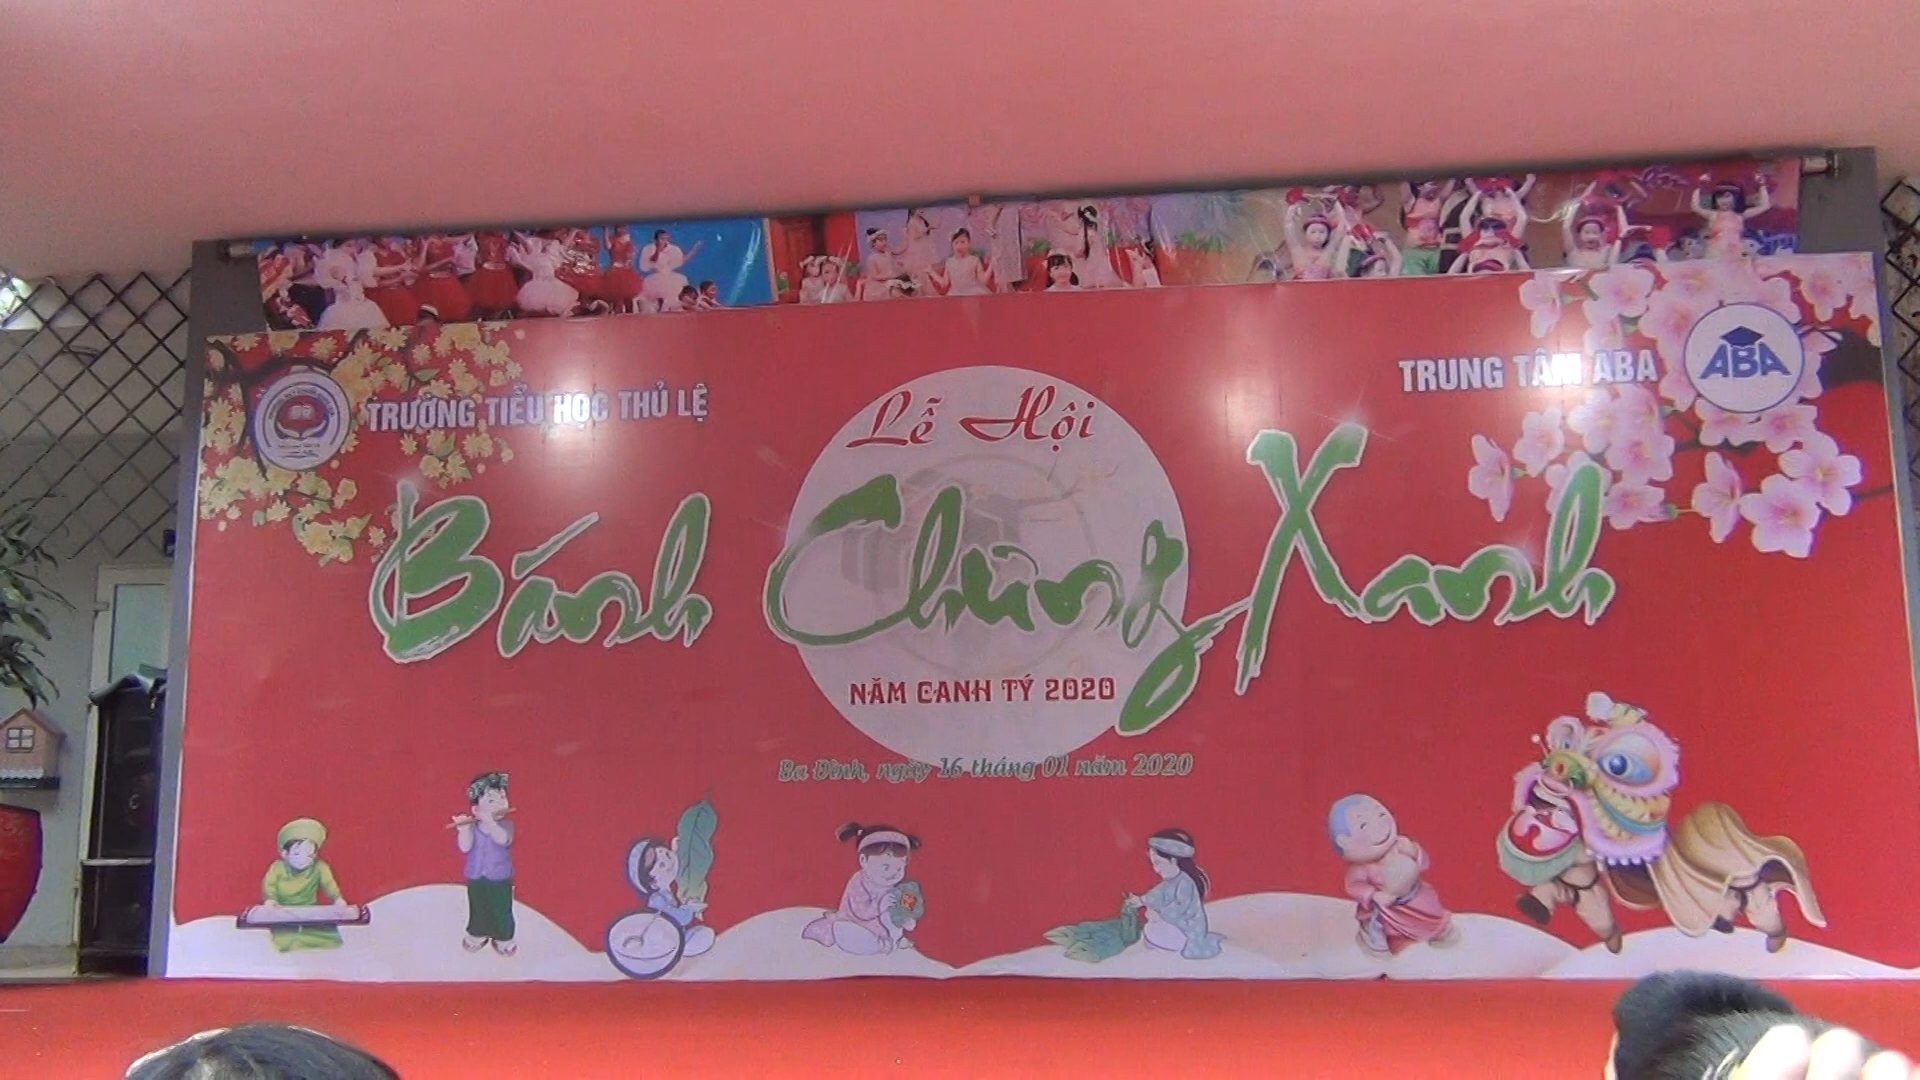 TRƯỜNG TIỂU HỌC THỦ LỆ
TRUNG TÂM ABA
ABA
Lễ Hội
Bánh Chưng Xanh
NĂM CANH TÝ 2020
Ba Đình, ngày 16 tháng 01 năm 2020